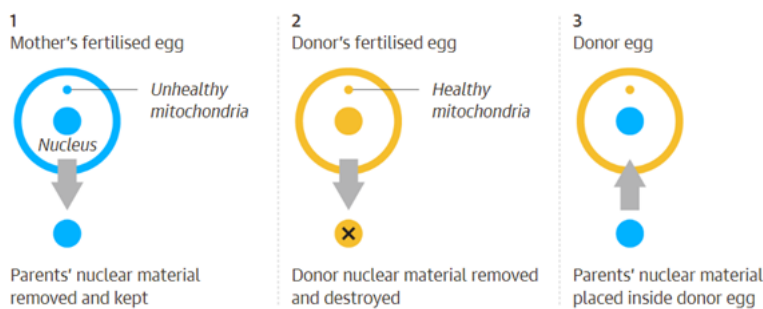 1
Mother's fertilised egg
Unhealthy
mitochondria
Nucleus
Parents' nuclear material
removed and kept
2
Donor's fertilised egg
Healthy
mitochondria
Donor nuclear material removed
and destroyed
3
Donor egg
Parents' nuclear material
placed inside donor egg